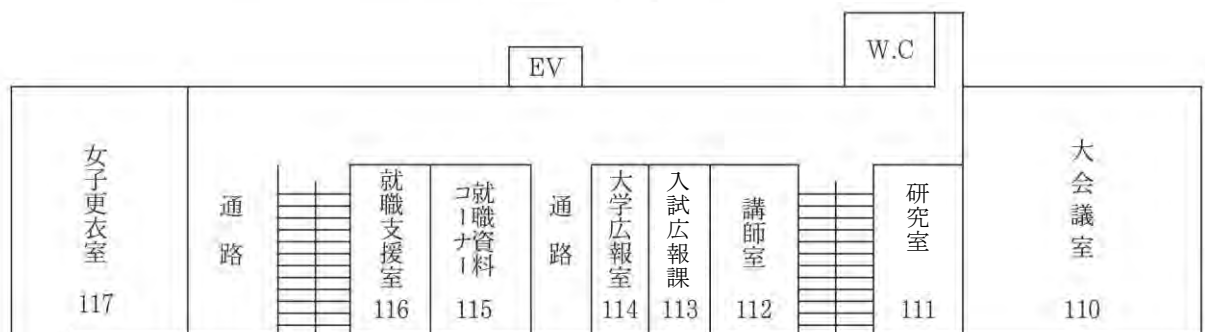 W.C
EV
女子更衣室
117
通路
就職支援室
116
就職資料
コーナー
115
通路
大学広報室
114
入試広報課
113
講師室
112
研究室
111
大会議室
110